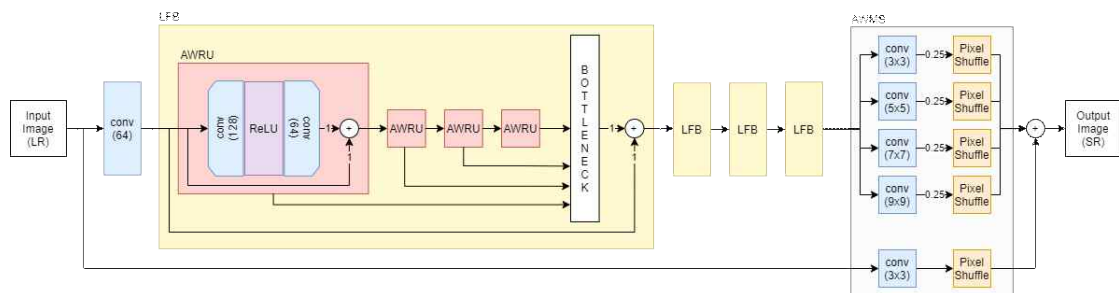 LFB
AWMS
AWRU
Input
Image
(LR)
conv
(64)
conv
(128)
ReLU
conv
(64)
1
+
1
AWRU
AWRU
AWRU
BOTTLENECK
1
+
1
LFB
LFB
LFB
conv
(3x3)
0.25
Pixel
Shuffle
conv
(5x5)
0.25
Pixel
Shuffle
conv
(7x7)
0.25
Pixel
Shuffle
conv
(9x9)
0.25
Pixel
Shuffle
+
Output
Image
(SR)
conv
(3x3)
Pixel
Shuffle